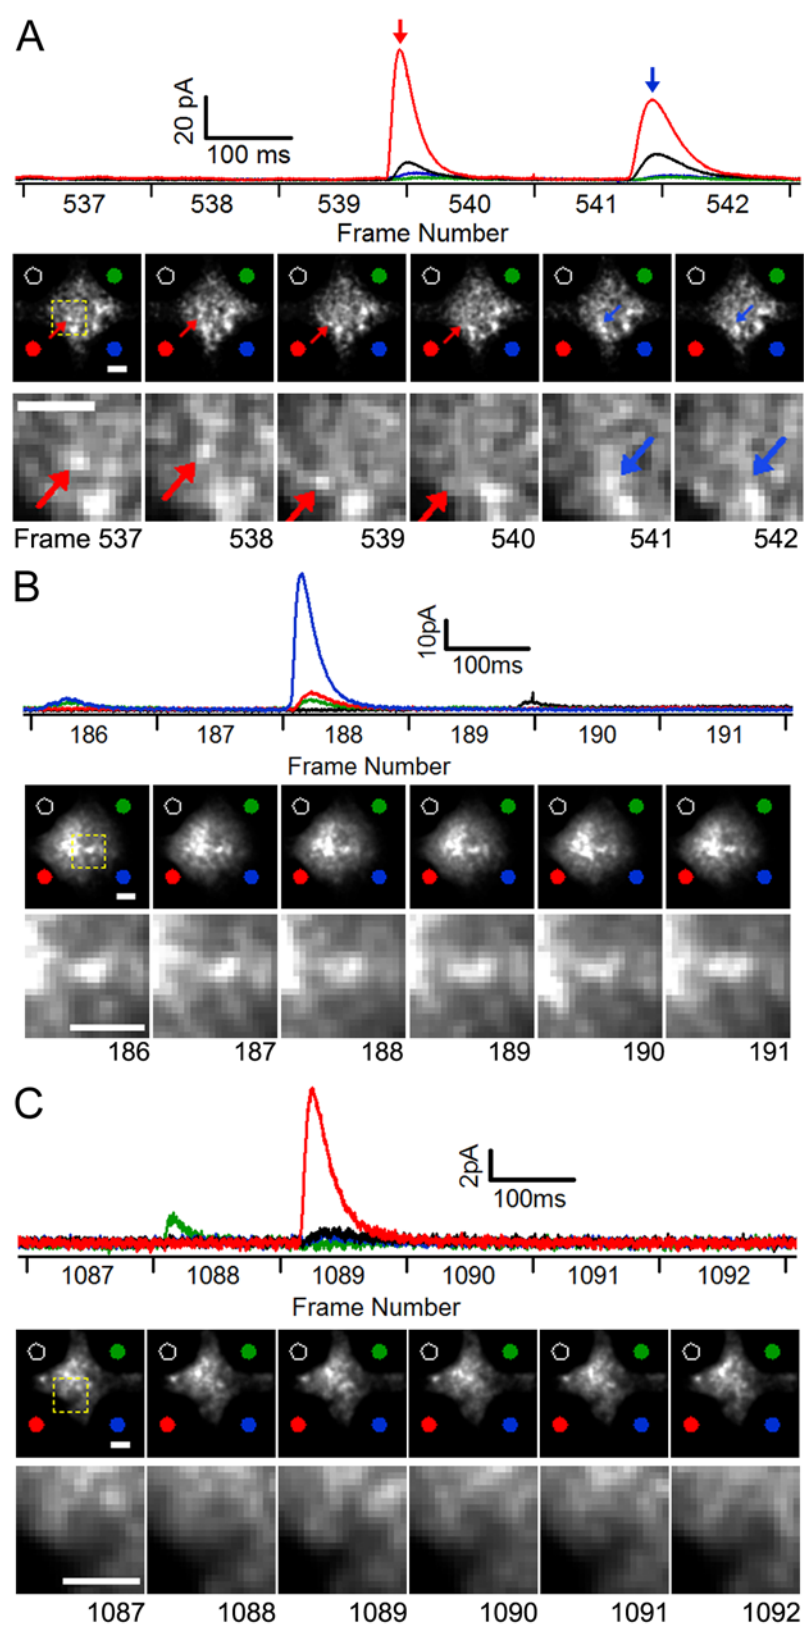 A
20 pA
100 ms
537 538 539 540 541 542
Frame Number
Frame 537 538 539 540 541 542
B
10pA
100ms
186 187 188 189 190 191
Frame Number
186 187 188 189 190 191
C
2pA
100ms
1087 1088 1089 1090 1091 1092
Frame Number
1087 1088 1089 1090 1091 1092